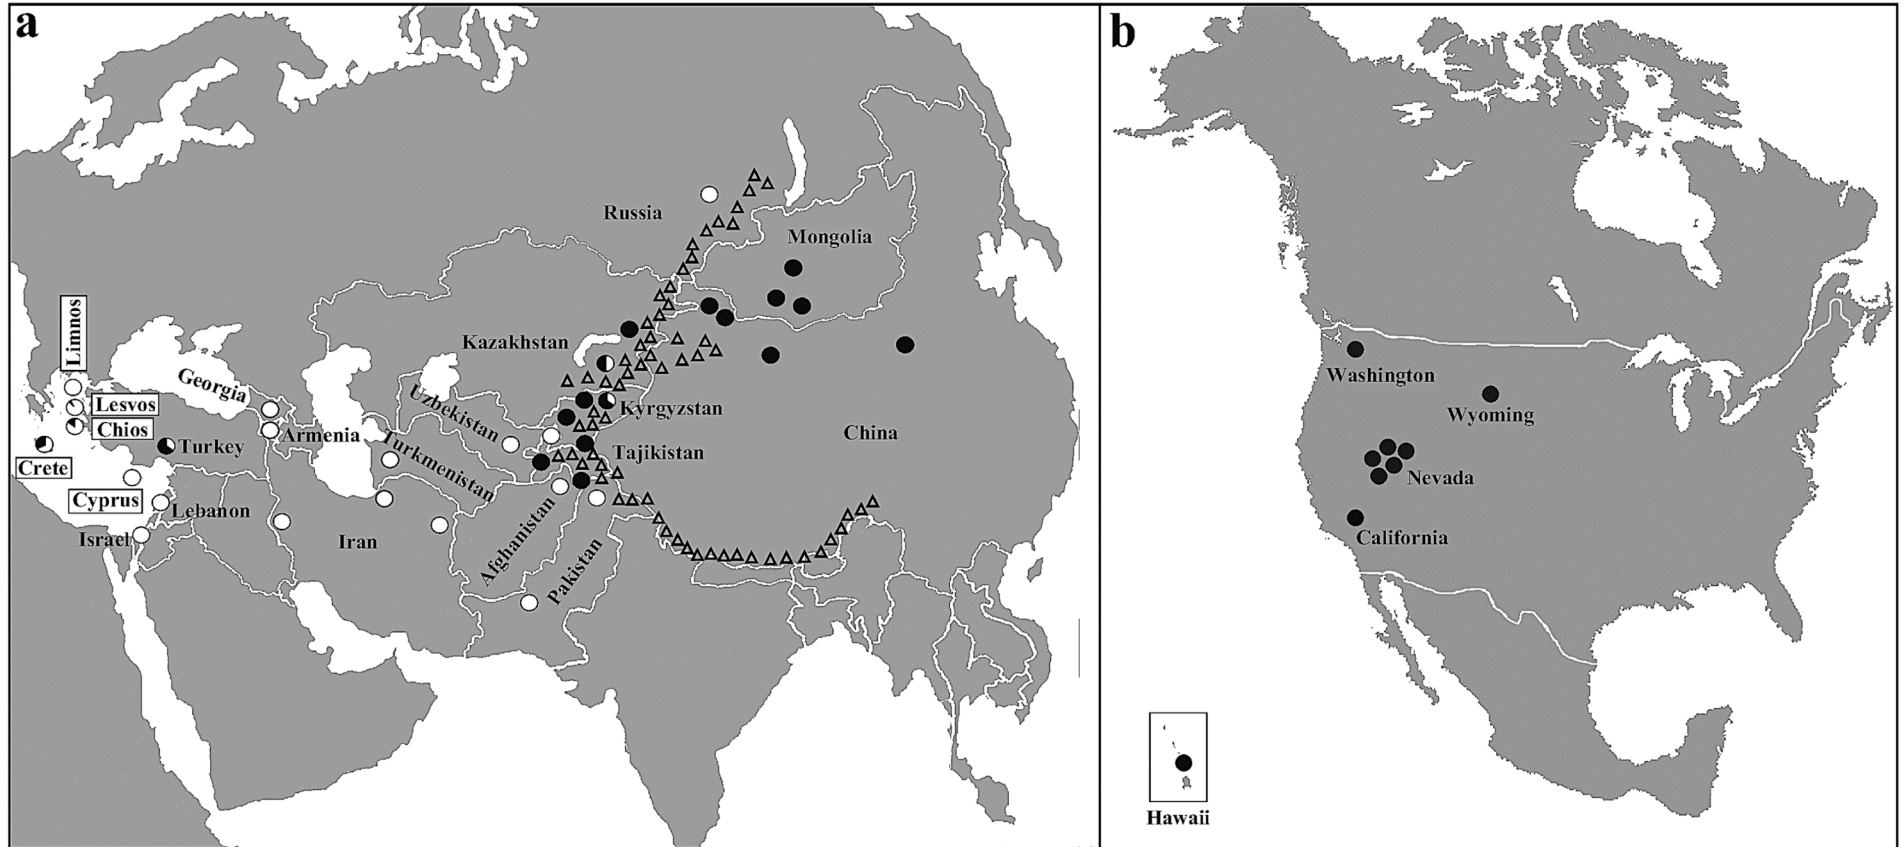 a
b
Russia
Mongolia
Limnos
Kazakhstan
Georgia
Washington
Uzbekistan
Lesvos
Kyrgyzstan
Wyoming
Chios
Armenia
China
Turkey
Turkmenistan
Tajikistan
Crete
Nevada
Cyprus
Lebanon
Israel
Iran
Afghanistan
California
Pakistan
Hawaii